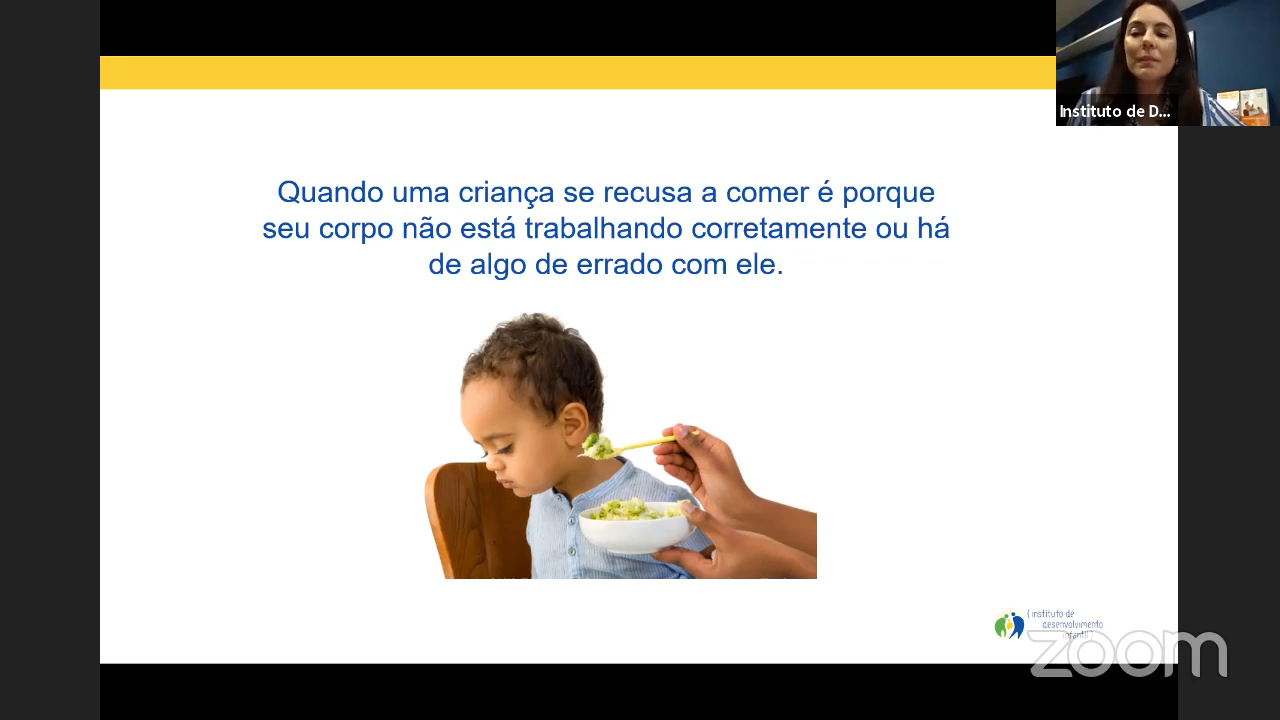 Instituto de D...
Quando uma criança se recusa a comer é porque
seu corpo não está trabalhando corretamente ou há
de algo de errado com ele.
( instituto de
desenvolvimento
infantil )
zoom